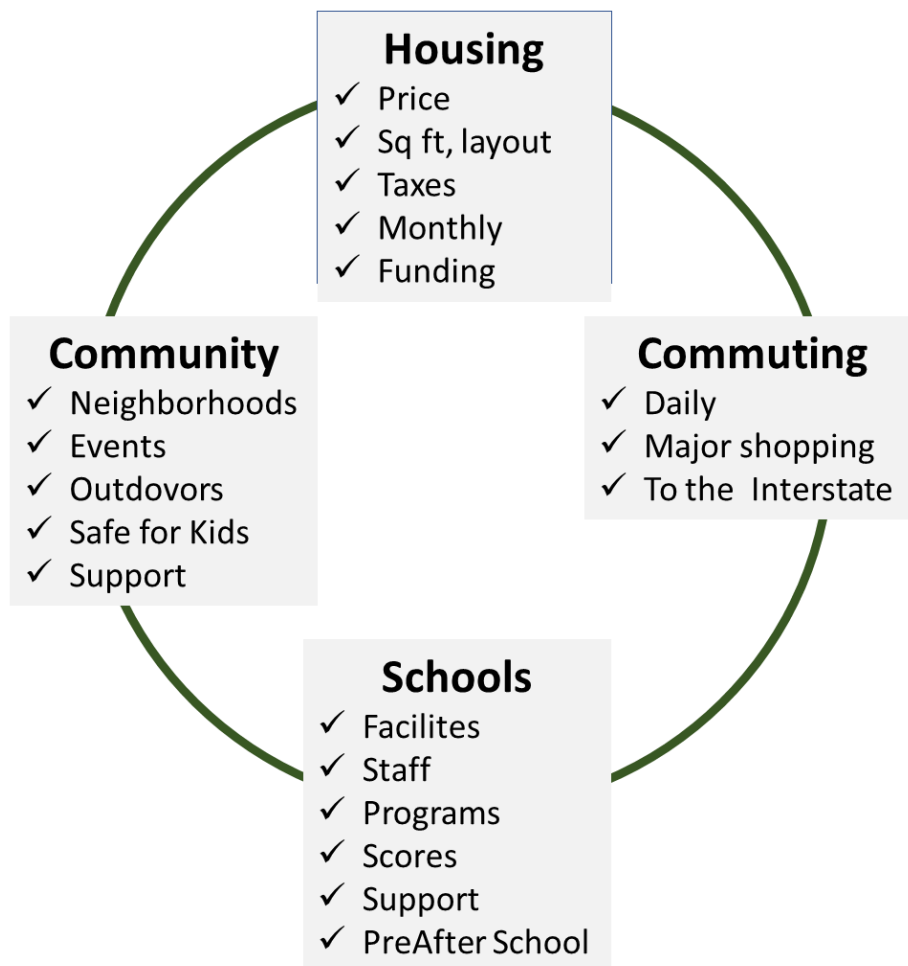 Housing
✓ Price
✓ Sq ft, layout
✓ Taxes
✓ Monthly
✓ Funding
Community
✓ Neighborhoods
✓ Events
✓ Outdovors
✓ Safe for Kids
✓ Support
Commuting
✓ Daily
✓ Major shopping
✓ To the Interstate
Schools
✓ Facilites
✓ Staff
✓ Programs
✓ Scores
✓ Support
✓ PreAfter School